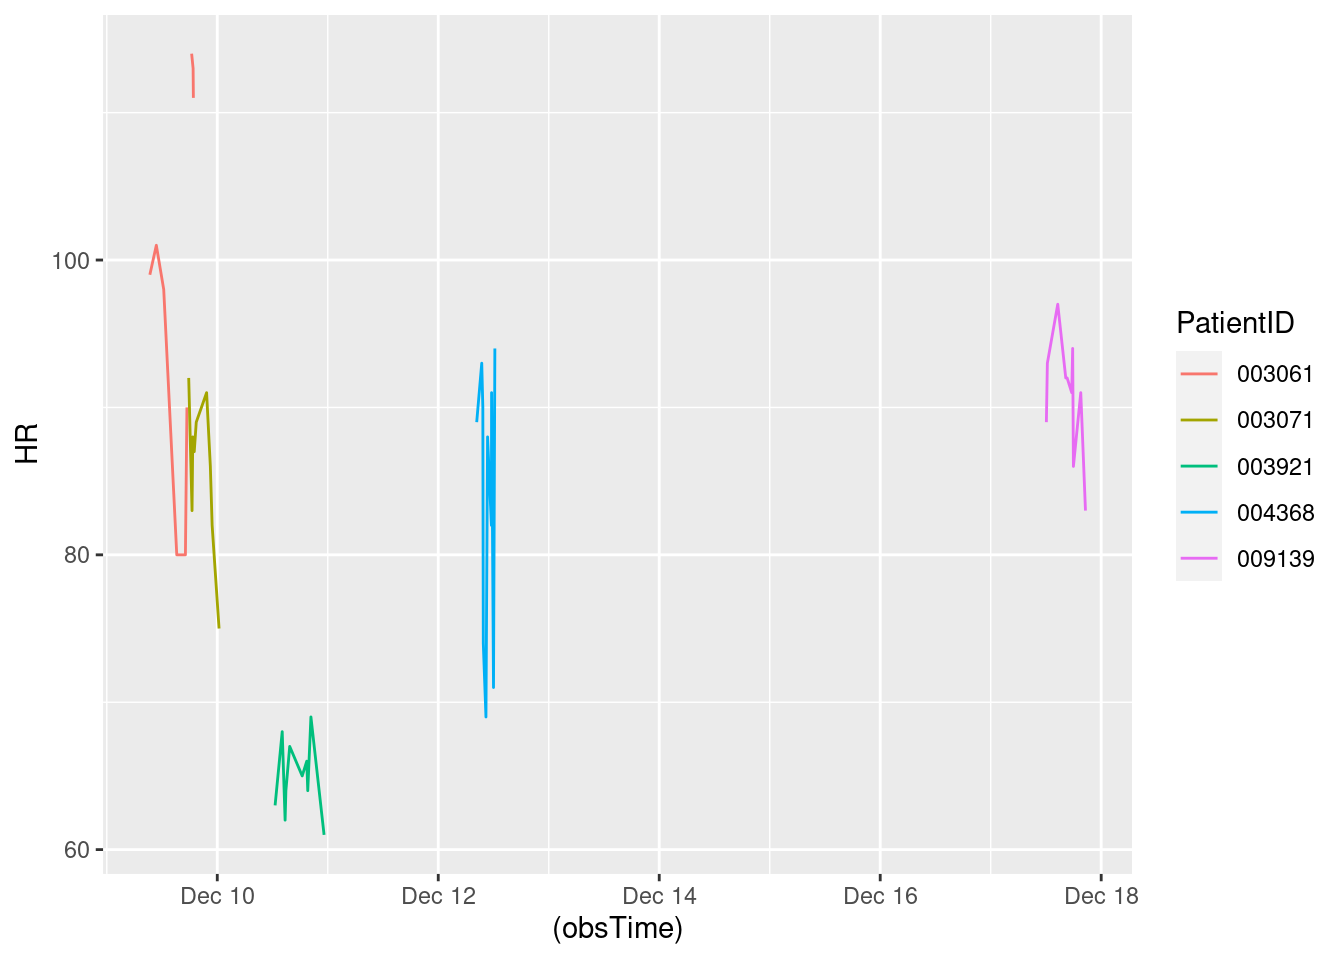 HR
100
80
60
Dec 10
Dec 12
Dec 14
Dec 16
Dec 18
(obsTime)
PatientID
003061
003071
003921
004368
009139